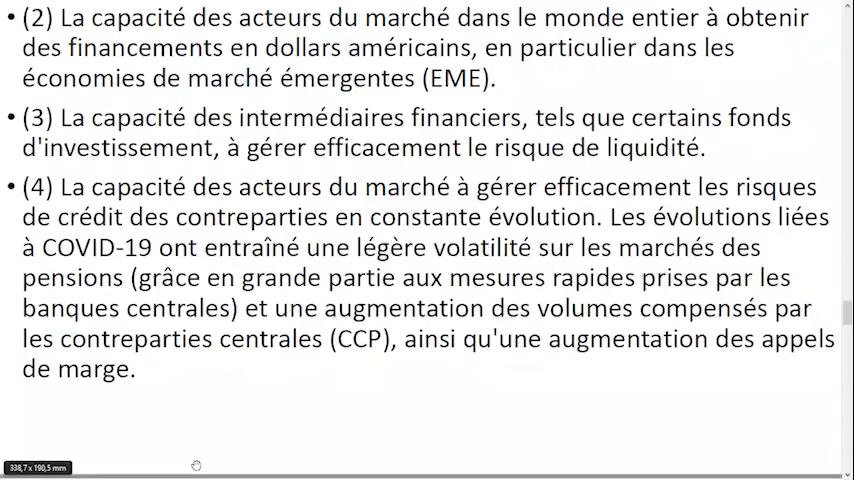 • (2) La capacité des acteurs du marché dans le monde entier à obtenir
des financements en dollars américains, en particulier dans les
économies de marché émergentes (EME).
• (3) La capacité des intermédiaires financiers, tels que certains fonds
d'investissement, à gérer efficacement le risque de liquidité.
• (4) La capacité des acteurs du marché à gérer efficacement les risques
de crédit des contreparties en constante évolution. Les évolutions liées
à COVID-19 ont entraîné une légère volatilité sur les marchés des
pensions (grâce en grande partie aux mesures rapides prises par les
banques centrales) et une augmentation des volumes compensés par
les contreparties centrales (CCP), ainsi qu'une augmentation des appels
de marge.
338,7 x 190,5 mm